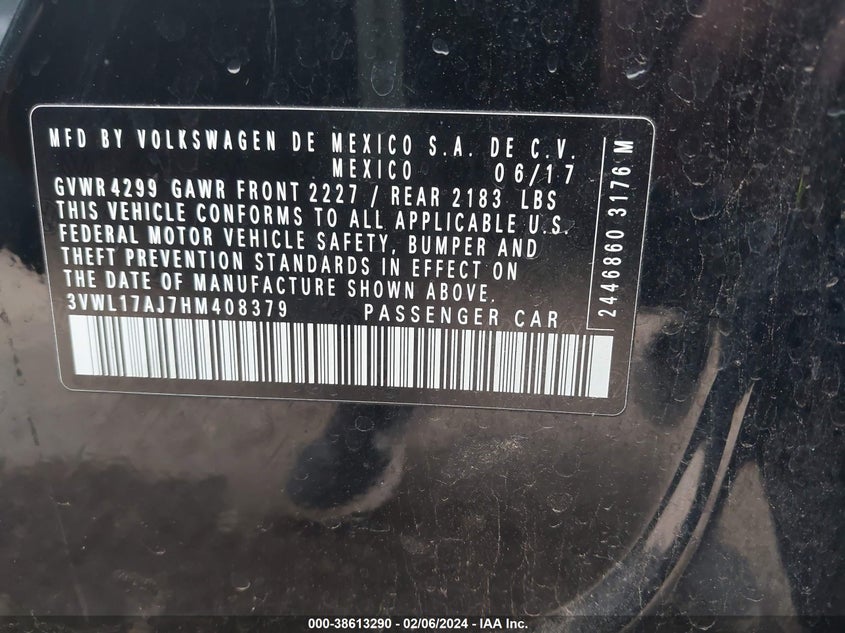 MFD BY VOLKSWAGEN DE MEXICO S.A. DE C.V.
MEXICO 06/17
GVWR 4299 GAWR FRONT 2227 / REAR 2183 LBS
THIS VEHICLE CONFORMS TO ALL APPLICABLE U.S.
FEDERAL MOTOR VEHICLE SAFETY, BUMPER AND
THEFT PREVENTION STANDARDS IN EFFECT ON
THE DATE OF MANUFACTURE SHOWN ABOVE.
3VWL17AJ7HM408379 PASSENGER CAR
2446860 3176 M
000-38613290 - 02/06/2024 - IAA Inc.